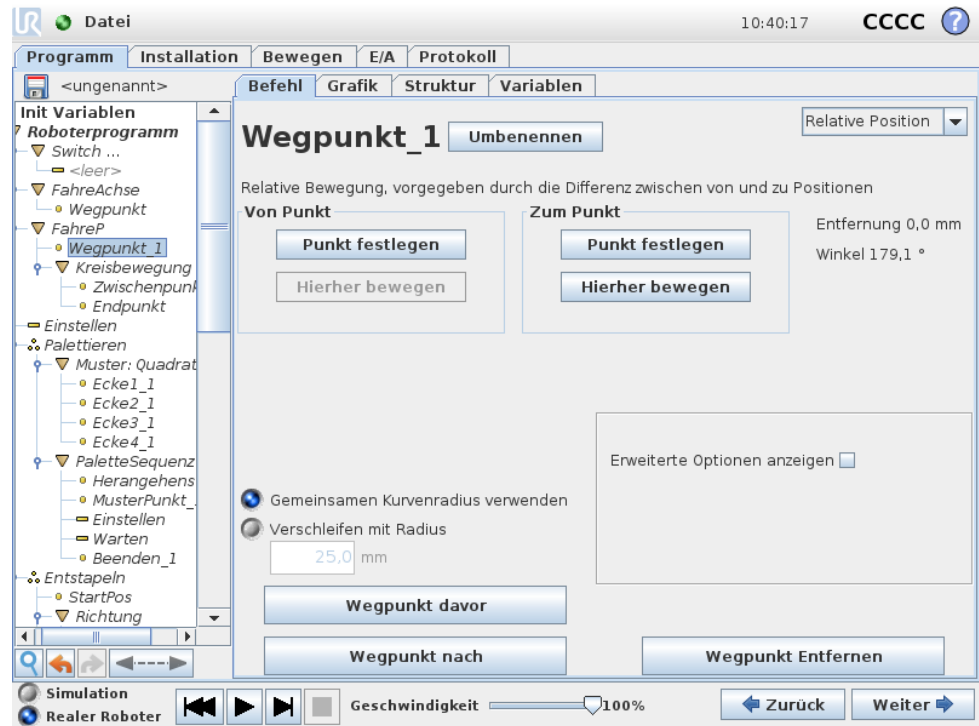 UR Datei 10:40:17 CCCC ?
Programm Installation Bewegen E/A Protokoll
<ungenannt>
Befehl Grafik Struktur Variablen
Init Variablen
Roboterprogramm
Switch ...
<leer>
FahreAchse
Wegpunkt
FahreP
Wegpunkt_1
Kreisbewegung
Zwischenpunk
Endpunkt
Einstellen
Palettieren
Muster: Quadrat
Ecke1_1
Ecke2_1
Ecke3_1
Ecke4_1
PaletteSequenz
Herangehens
MusterPunkt_
Einstellen
Warten
Beenden_1
Entstapeln
StartPos
Richtung
Wegpunkt_1 Umbenennen
Relative Position
Relative Bewegung, vorgegeben durch die Differenz zwischen von und zu Positionen
Von Punkt
Punkt festlegen
Hierher bewegen
Zum Punkt
Punkt festlegen
Hierher bewegen
Entfernung 0,0 mm
Winkel 179,1 °
Erweiterte Optionen anzeigen
Gemeinsamen Kurvenradius verwenden
Verschleifen mit Radius
25,0 mm
Wegpunkt davor
Wegpunkt nach
Wegpunkt Entfernen
Simulation
Realer Roboter
Geschwindigkeit 100%
Zurück
Weiter